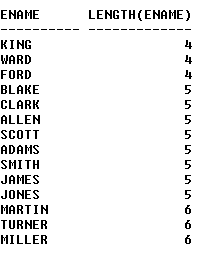 ENAME      LENGTH(ENAME)
---------- -------------
KING                   4
WARD                   4
FORD                   4
BLAKE                  5
CLARK                  5
ALLEN                  5
SCOTT                  5
ADAMS                  5
SMITH                  5
JAMES                  5
JONES                  5
MARTIN                 6
TURNER                 6
MILLER                 6